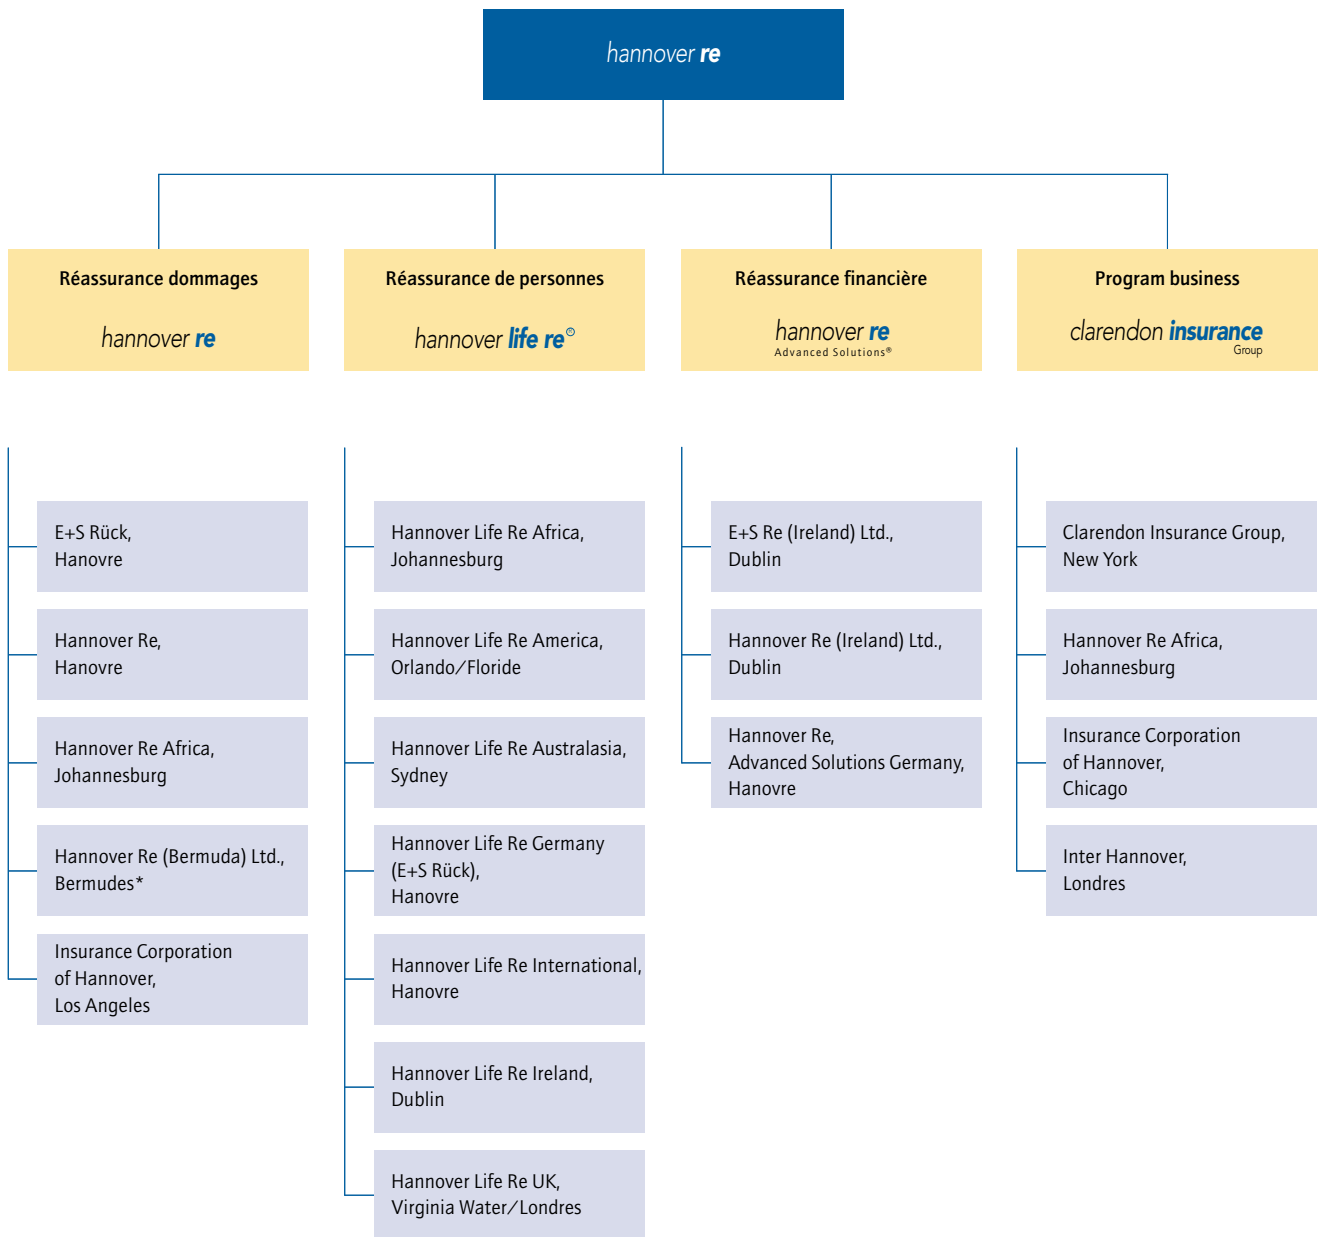 hannover re
Réassurance dommages
hannover re
Réassurance de personnes
hannover life re®
Réassurance financière
hannover re
Advanced Solutions®
Program business
clarendon insurance
Group
E+S Rück,
Hanovre
Hannover Re,
Hanovre
Hannover Re Africa,
Johannesburg
Hannover Re (Bermuda) Ltd.,
Bermudes*
Insurance Corporation
of Hannover,
Los Angeles
Hannover Life Re Africa,
Johannesburg
Hannover Life Re America,
Orlando/Floride
Hannover Life Re Australasia,
Sydney
Hannover Life Re Germany
(E+S Rück),
Hanovre
Hannover Life Re International,
Hanovre
Hannover Life Re Ireland,
Dublin
Hannover Life Re UK,
Virginia Water/Londres
E+S Re (Ireland) Ltd.,
Dublin
Hannover Re (Ireland) Ltd.,
Dublin
Hannover Re,
Advanced Solutions Germany,
Hanovre
Clarendon Insurance Group,
New York
Hannover Re Africa,
Johannesburg
Insurance Corporation
of Hannover,
Chicago
Inter Hannover,
Londres